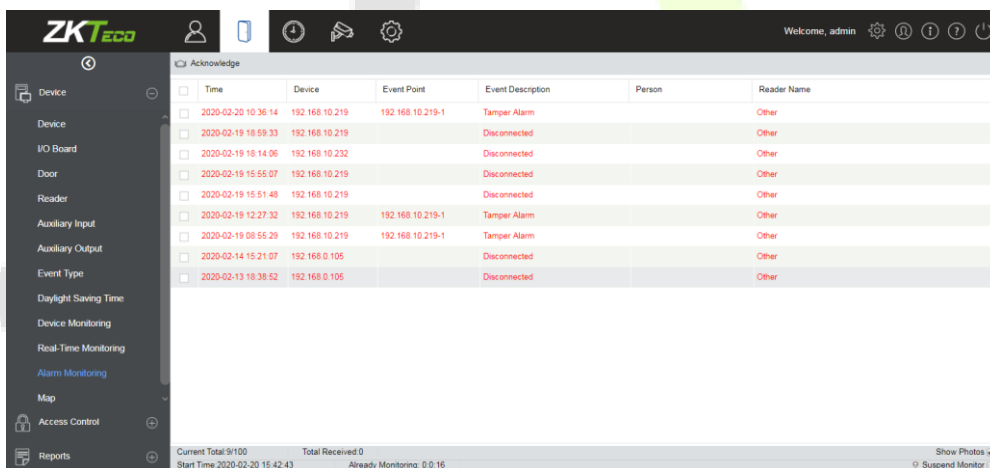 ZKTeco
Welcome, admin
Acknowledge
Device
Time Device Event Point Event Description Person Reader Name
2020-02-20 10:36:14 192.168.10.219 192.168.10.219-1 Tamper Alarm Other
Device
2020-02-19 18:59:33 192.168.10.219 Disconnected Other
I/O Board
2020-02-19 18:14:06 192.168.10.232 Disconnected Other
Door
2020-02-19 15:55:07 192.168.10.219 Disconnected Other
Reader
2020-02-19 15:51:48 192.168.10.219 Disconnected Other
Auxiliary Input
2020-02-19 12:27:32 192.168.10.219 192.168.10.219-1 Tamper Alarm Other
Auxiliary Output
2020-02-19 08:55:29 192.168.10.219 192.168.10.219-1 Tamper Alarm Other
2020-02-14 15:21:07 192.168.0.105 Disconnected Other
Event Type
2020-02-13 18:38:52 192.168.0.105 Disconnected Other
Daylight Saving Time
Device Monitoring
Real-Time Monitoring
Alarm Monitoring
Map
Access Control
Reports
Current Total:9/100 Total Received:0 Show Photos
Start Time:2020-02-20 15:42:43 Already Monitoring: 0:0:16 Suspend Monitor